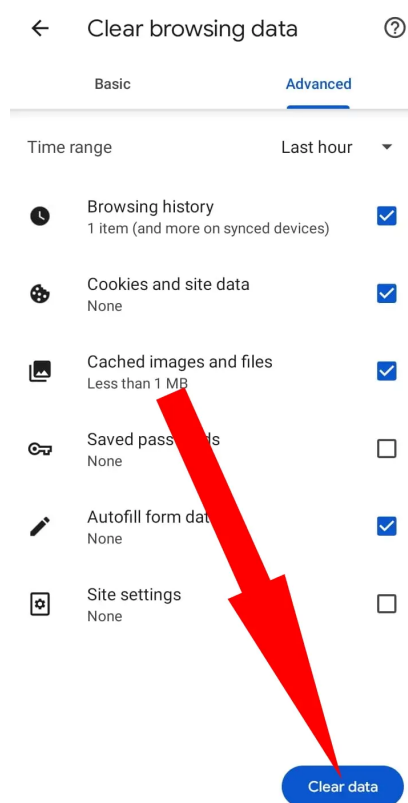 Clear browsing data
Basic Advanced
Time range Last hour
Browsing history
1 item (and more on synced devices)
Cookies and site data
None
Cached images and files
Less than 1 MB
Saved
None
Autofill form
None
Site settings
None
Clear data